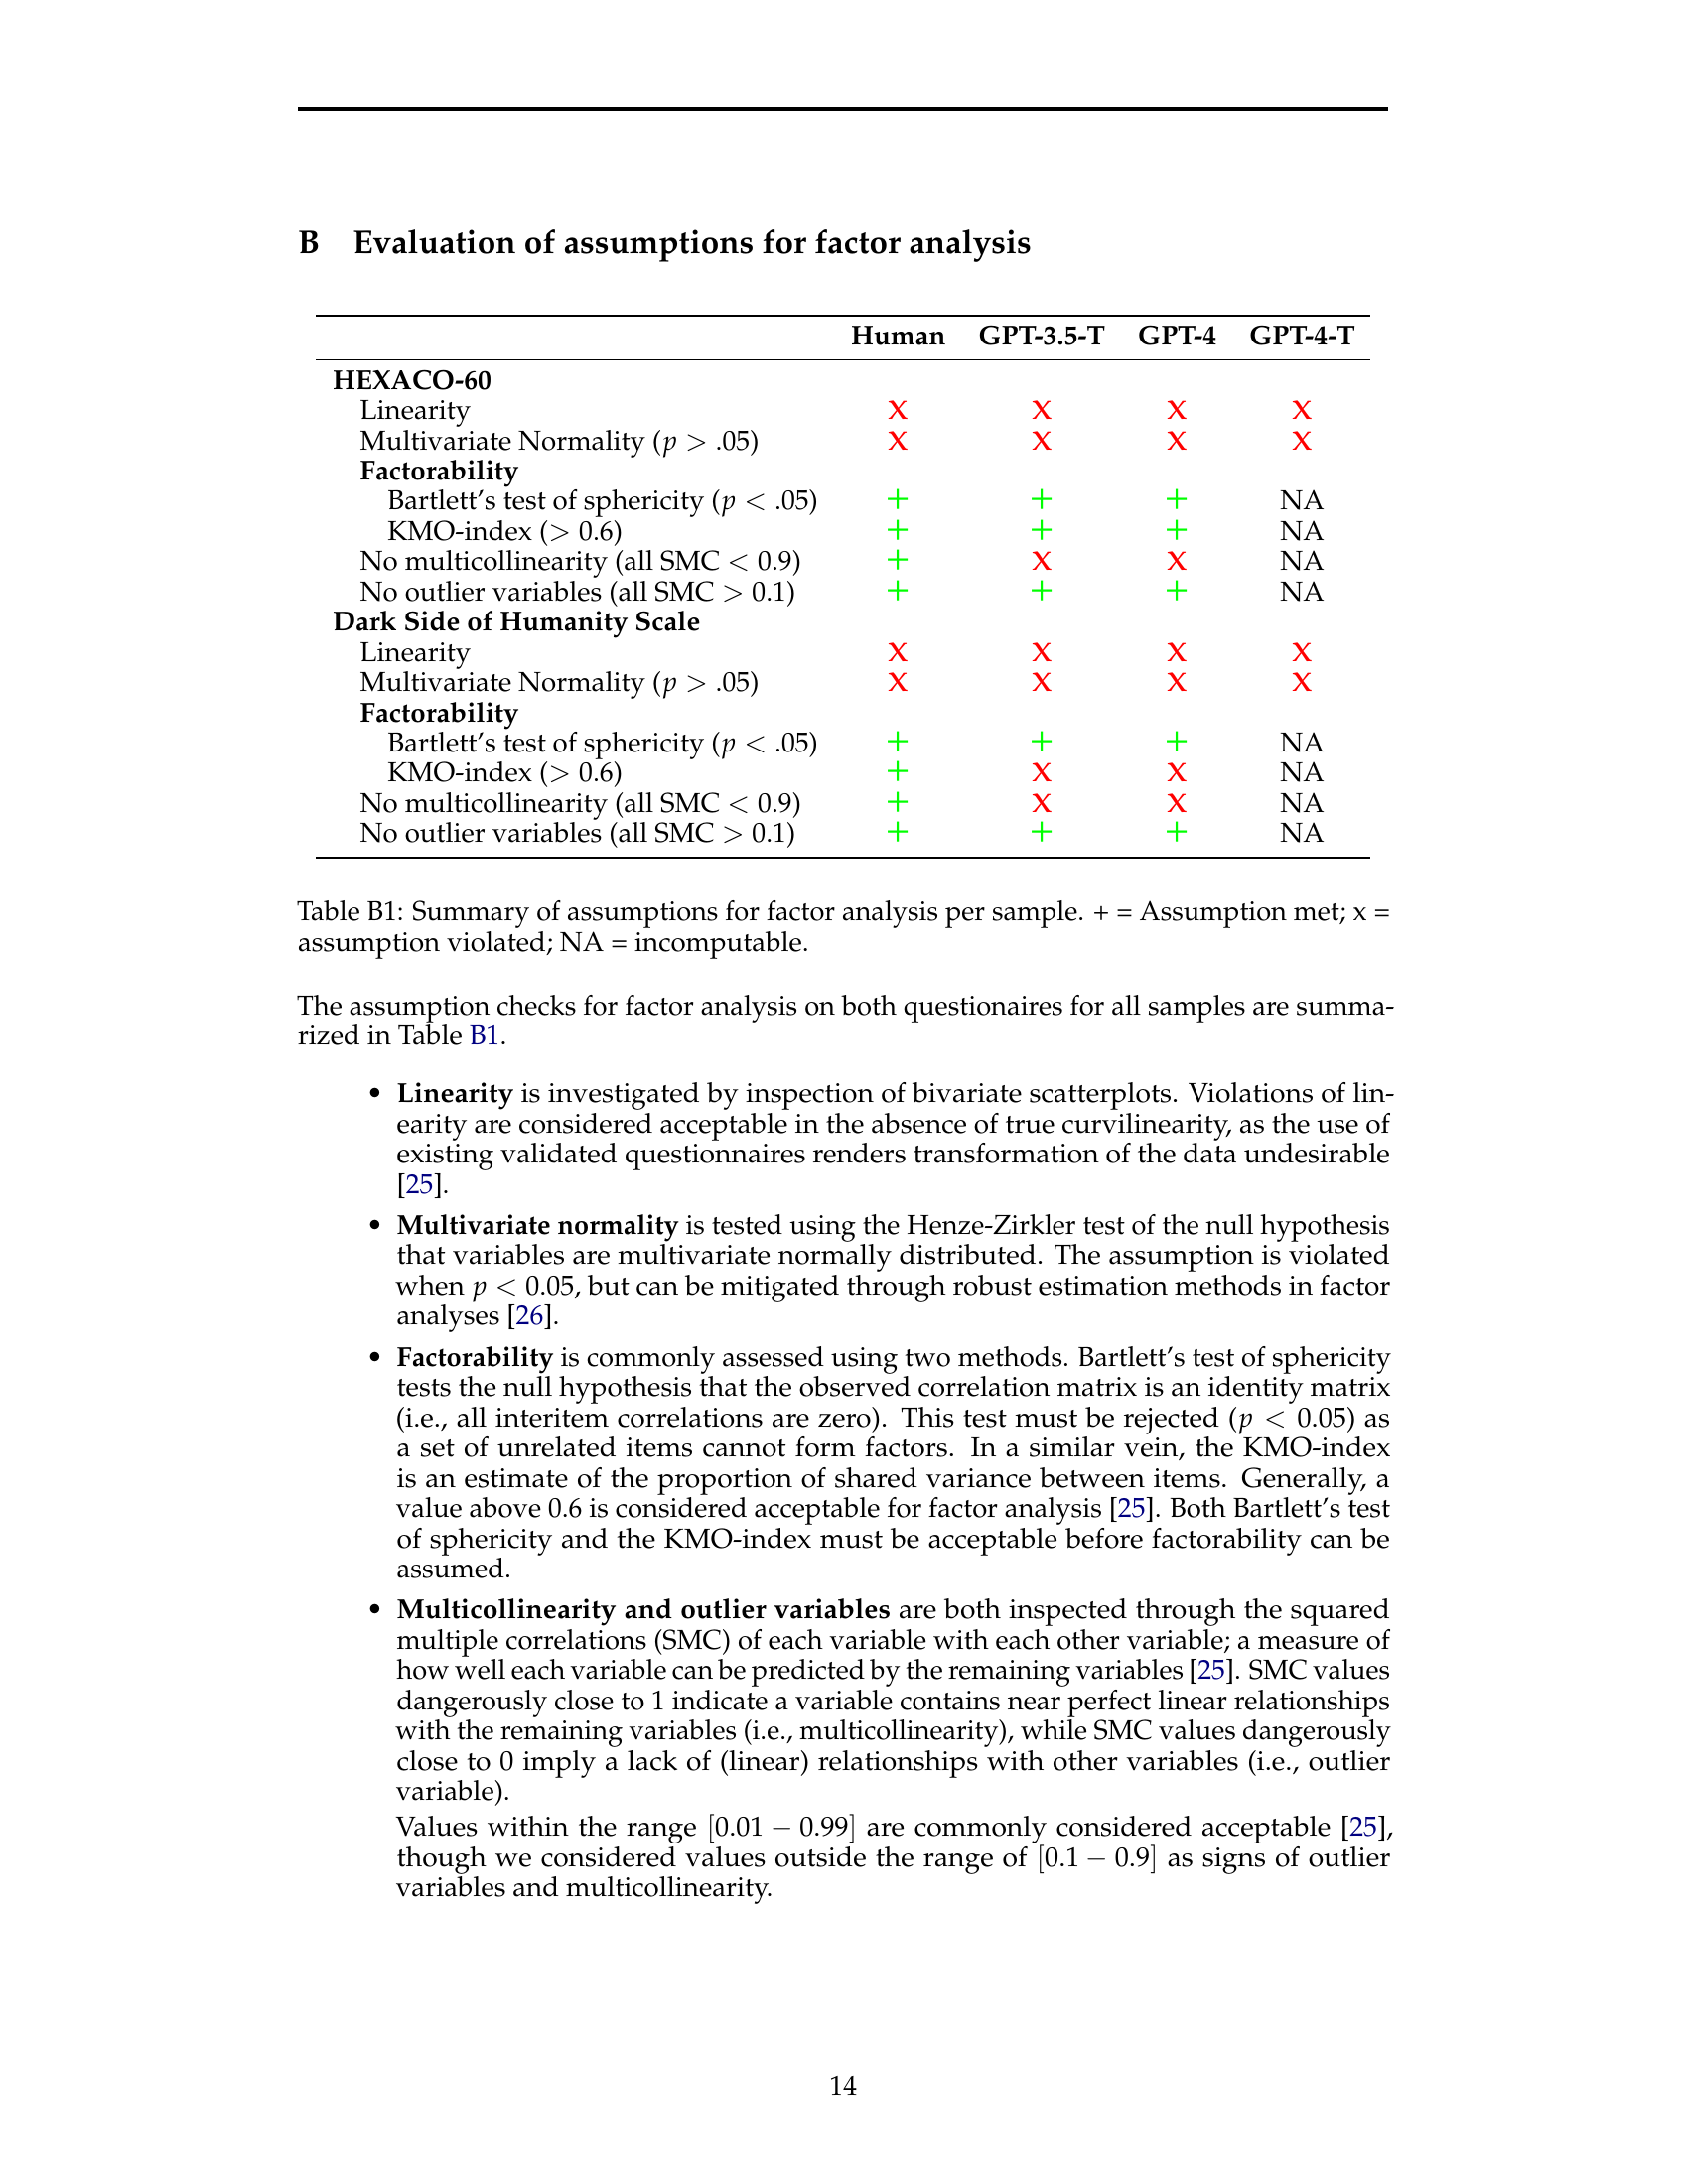 B Evaluation of assumptions for factor analysis
Human GPT-3.5-T GPT-4 GPT-4-T
HEXACO-60
Linearity x x x x
Multivariate Normality (p > .05) x x x x
Factorability
Bartlett's test of sphericity (p < .05) + + + NA
KMO-index (> 0.6) + + + NA
No multicollinearity (all SMC < 0.9) + x x NA
No outlier variables (all SMC > 0.1) + + + NA
Dark Side of Humanity Scale
Linearity x x x x
Multivariate Normality (p > .05) x x x x
Factorability
Bartlett's test of sphericity (p < .05) + + + NA
KMO-index (> 0.6) + x x NA
No multicollinearity (all SMC < 0.9) + x x NA
No outlier variables (all SMC > 0.1) + + + NA
Table B1: Summary of assumptions for factor analysis per sample. + = Assumption met; x =
assumption violated; NA = incomputable.
The assumption checks for factor analysis on both questionaires for all samples are summa-
rized in Table B1.
• Linearity is investigated by inspection of bivariate scatterplots. Violations of lin-
earity are considered acceptable in the absence of true curvilinearity, as the use of
existing validated questionnaires renders transformation of the data undesirable
[25].
• Multivariate normality is tested using the Henze-Zirkler test of the null hypothesis
that variables are multivariate normally distributed. The assumption is violated
when p < 0.05, but can be mitigated through robust estimation methods in factor
analyses [26].
• Factorability is commonly assessed using two methods. Bartlett's test of sphericity
tests the null hypothesis that the observed correlation matrix is an identity matrix
(i.e., all interitem correlations are zero). This test must be rejected (p < 0.05) as
a set of unrelated items cannot form factors. In a similar vein, the KMO-index
is an estimate of the proportion of shared variance between items. Generally, a
value above 0.6 is considered acceptable for factor analysis [25]. Both Bartlett's test
of sphericity and the KMO-index must be acceptable before factorability can be
assumed.
• Multicollinearity and outlier variables are both inspected through the squared
multiple correlations (SMC) of each variable with each other variable; a measure of
how well each variable can be predicted by the remaining variables [25]. SMC values
dangerously close to 1 indicate a variable contains near perfect linear relationships
with the remaining variables (i.e., multicollinearity), while SMC values dangerously
close to 0 imply a lack of (linear) relationships with other variables (i.e., outlier
variable).
Values within the range [0.01 − 0.99] are commonly considered acceptable [25],
though we considered values outside the range of [0.1 − 0.9] as signs of outlier
variables and multicollinearity.
14